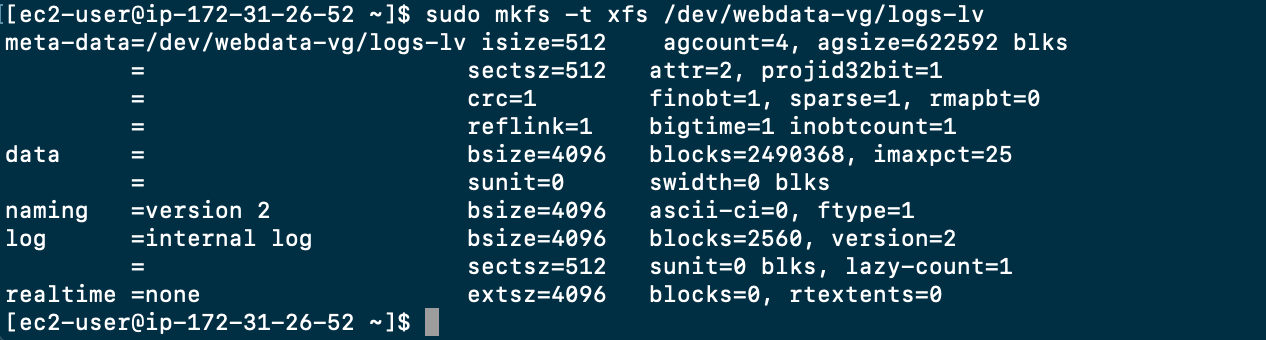 [ec2-user@ip-172-31-26-52 ~]$ sudo mkfs -t xfs /dev/webdata-vg/logs-lv
meta-data=/dev/webdata-vg/logs-lv isize=512    agcount=4, agsize=622592 blks
         =                       sectsz=512   attr=2, projid32bit=1
         =                       crc=1        finobt=1, sparse=1, rmapbt=0
         =                       reflink=1    bigtime=1 inobtcount=1
data     =                       bsize=4096   blocks=2490368, imaxpct=25
         =                       sunit=0      swidth=0 blks
naming   =version 2              bsize=4096   ascii-ci=0, ftype=1
log      =internal log           bsize=4096   blocks=2560, version=2
         =                       sectsz=512   sunit=0 blks, lazy-count=1
realtime =none                   extsz=4096   blocks=0, rtextents=0
[ec2-user@ip-172-31-26-52 ~]$